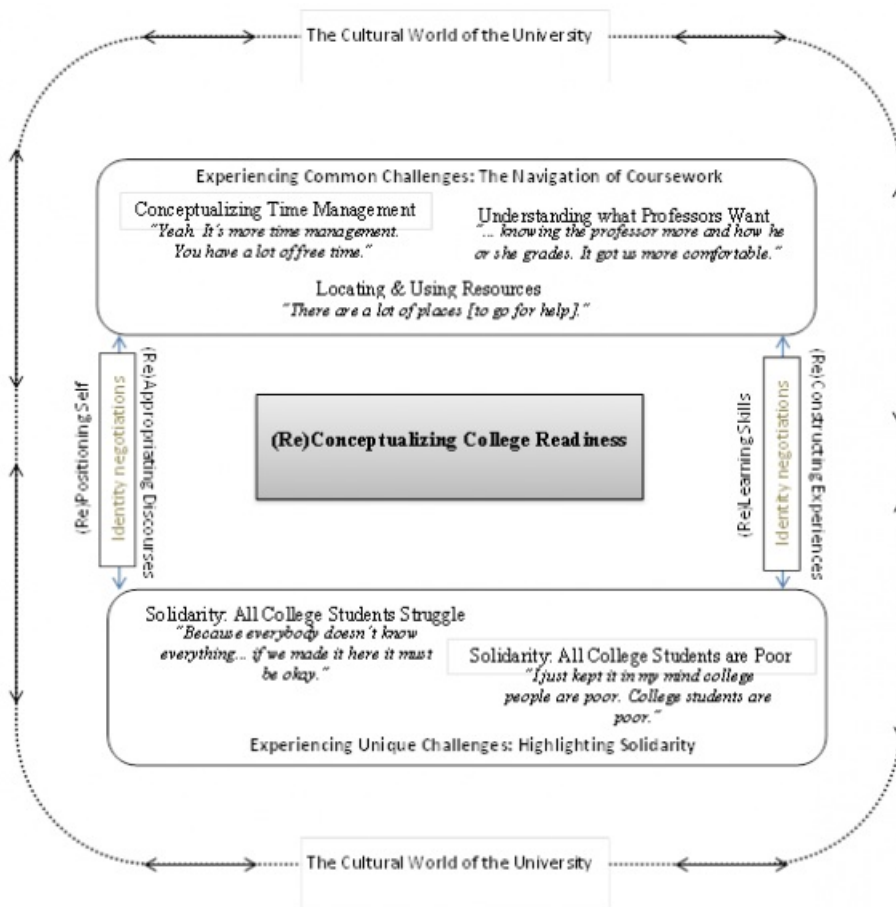 The Cultural World of the University
Experiencing Common Challenges: The Navigation of Coursework
Conceptualizing Time Management
"Yeah. It's more time management.
You have a lot of free time."
Understanding what Professors Want
"... knowing the professor more and how he
or she grades. It got us more comfortable."
Locating & Using Resources
"There are a lot of places [to go for help]."
(Re)Positioning Self
Identity negotiations
(Re)Appropriating Discourses
(Re)Conceptualizing College Readiness
(Re)Learning Skills
Identity negotiations
(Re)Constructing Experiences
Solidarity: All College Students Struggle
"Because everybody doesn't know
everything... if we made it here it must
be okay."
Solidarity: All College Students are Poor
"I just kept it in my mind college
people are poor. College students are
poor."
Experiencing Unique Challenges: Highlighting Solidarity
The Cultural World of the University